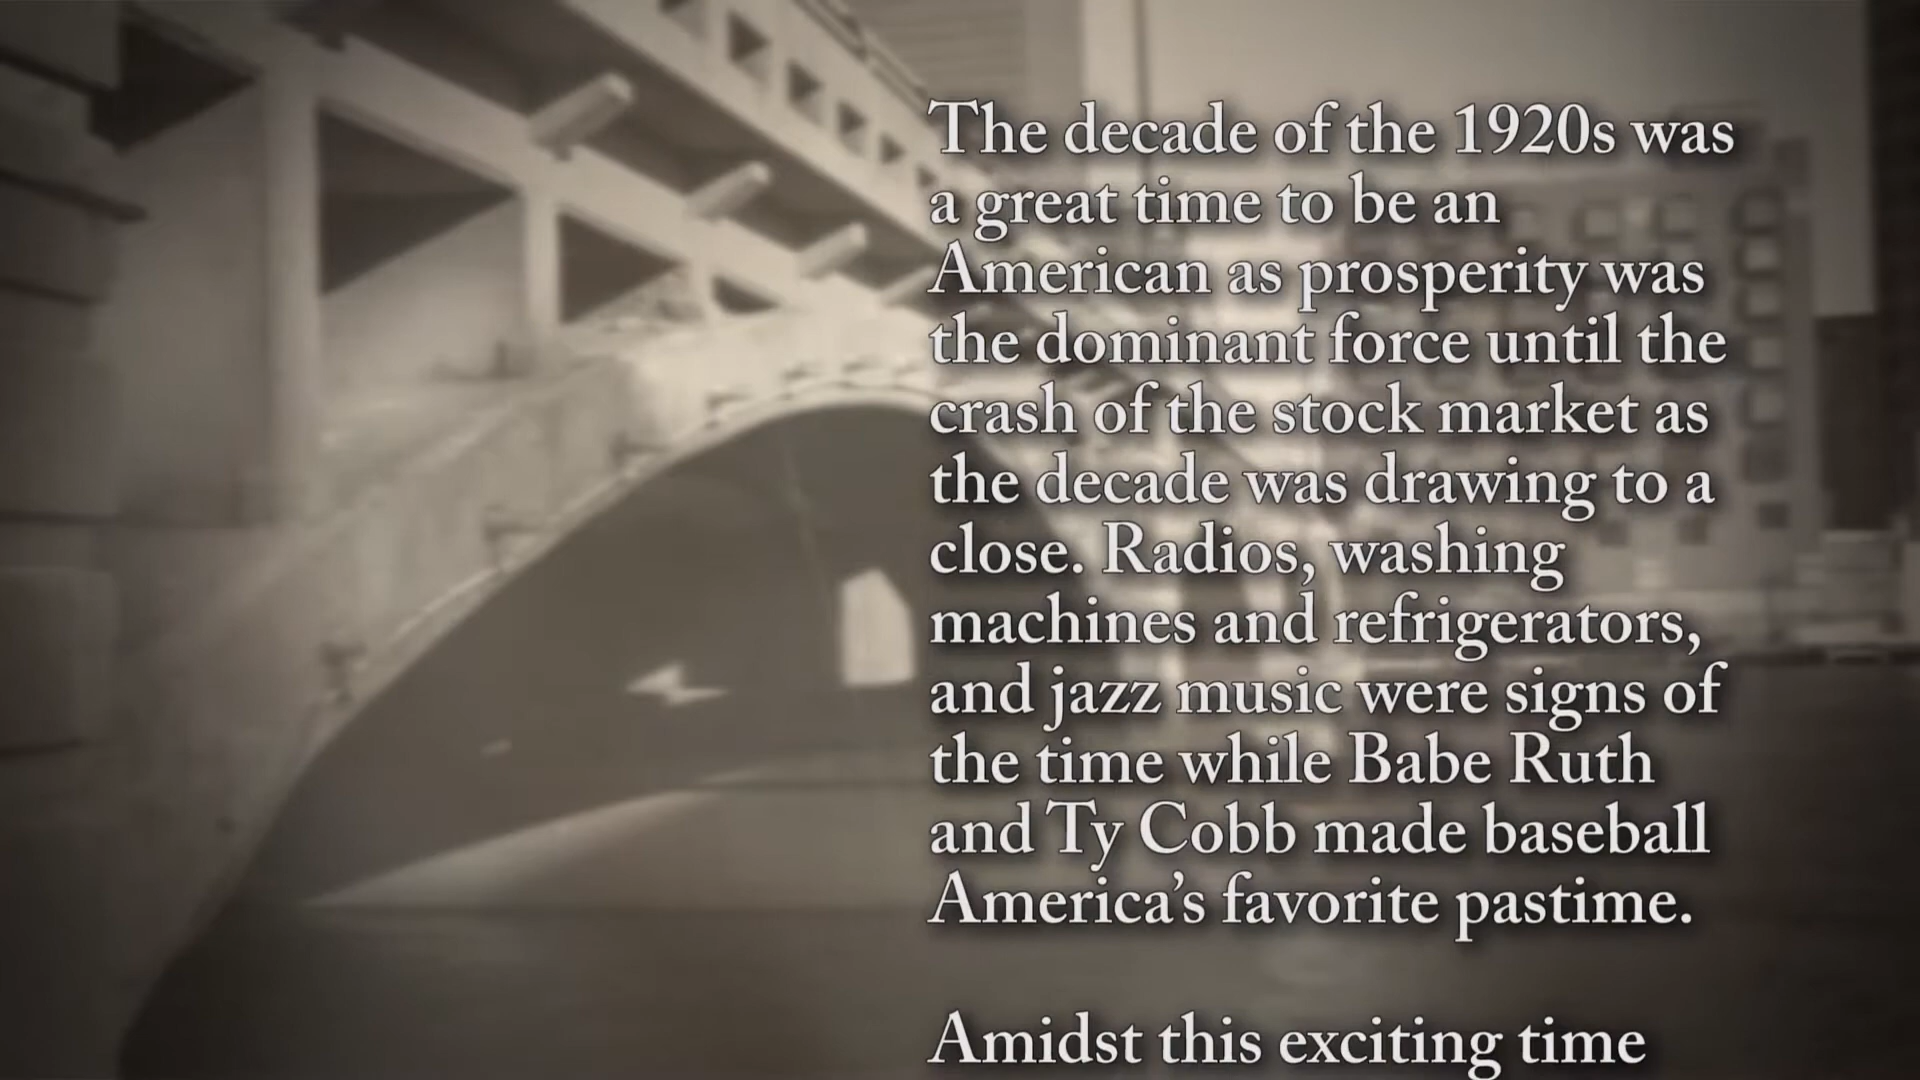 The decade of the 1920s was
a great time to be an
American as prosperity was
the dominant force until the
crash of the stock market as
the decade was drawing to a
close. Radios, washing
machines and refrigerators,
and jazz music were signs of
the time while Babe Ruth
and Ty Cobb made baseball
America’s favorite pastime.
Amidst this exciting time